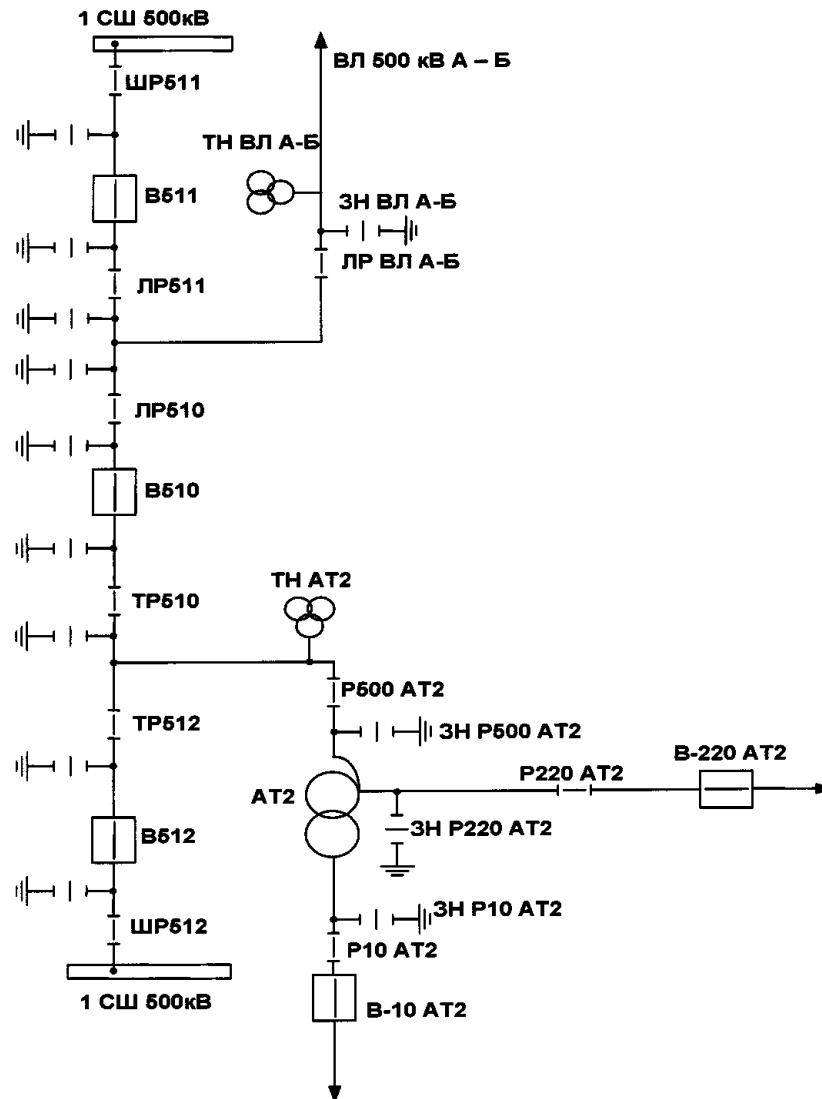 1 СШ 500кВ
ШР511
ВЛ 500 кВ А – Б
ТН ВЛ А-Б
В511
ЗН ВЛ А-Б
ЛР ВЛ А-Б
ЛР511
ЛР510
В510
ТН АТ2
ТР510
Р500 АТ2
ТР512
ЗН Р500 АТ2
В-220 АТ2
Р220 АТ2
АТ2
В512
ЗН Р220 АТ2
ЗН Р10 АТ2
ШР512
Р10 АТ2
1 СШ 500кВ
В-10 АТ2